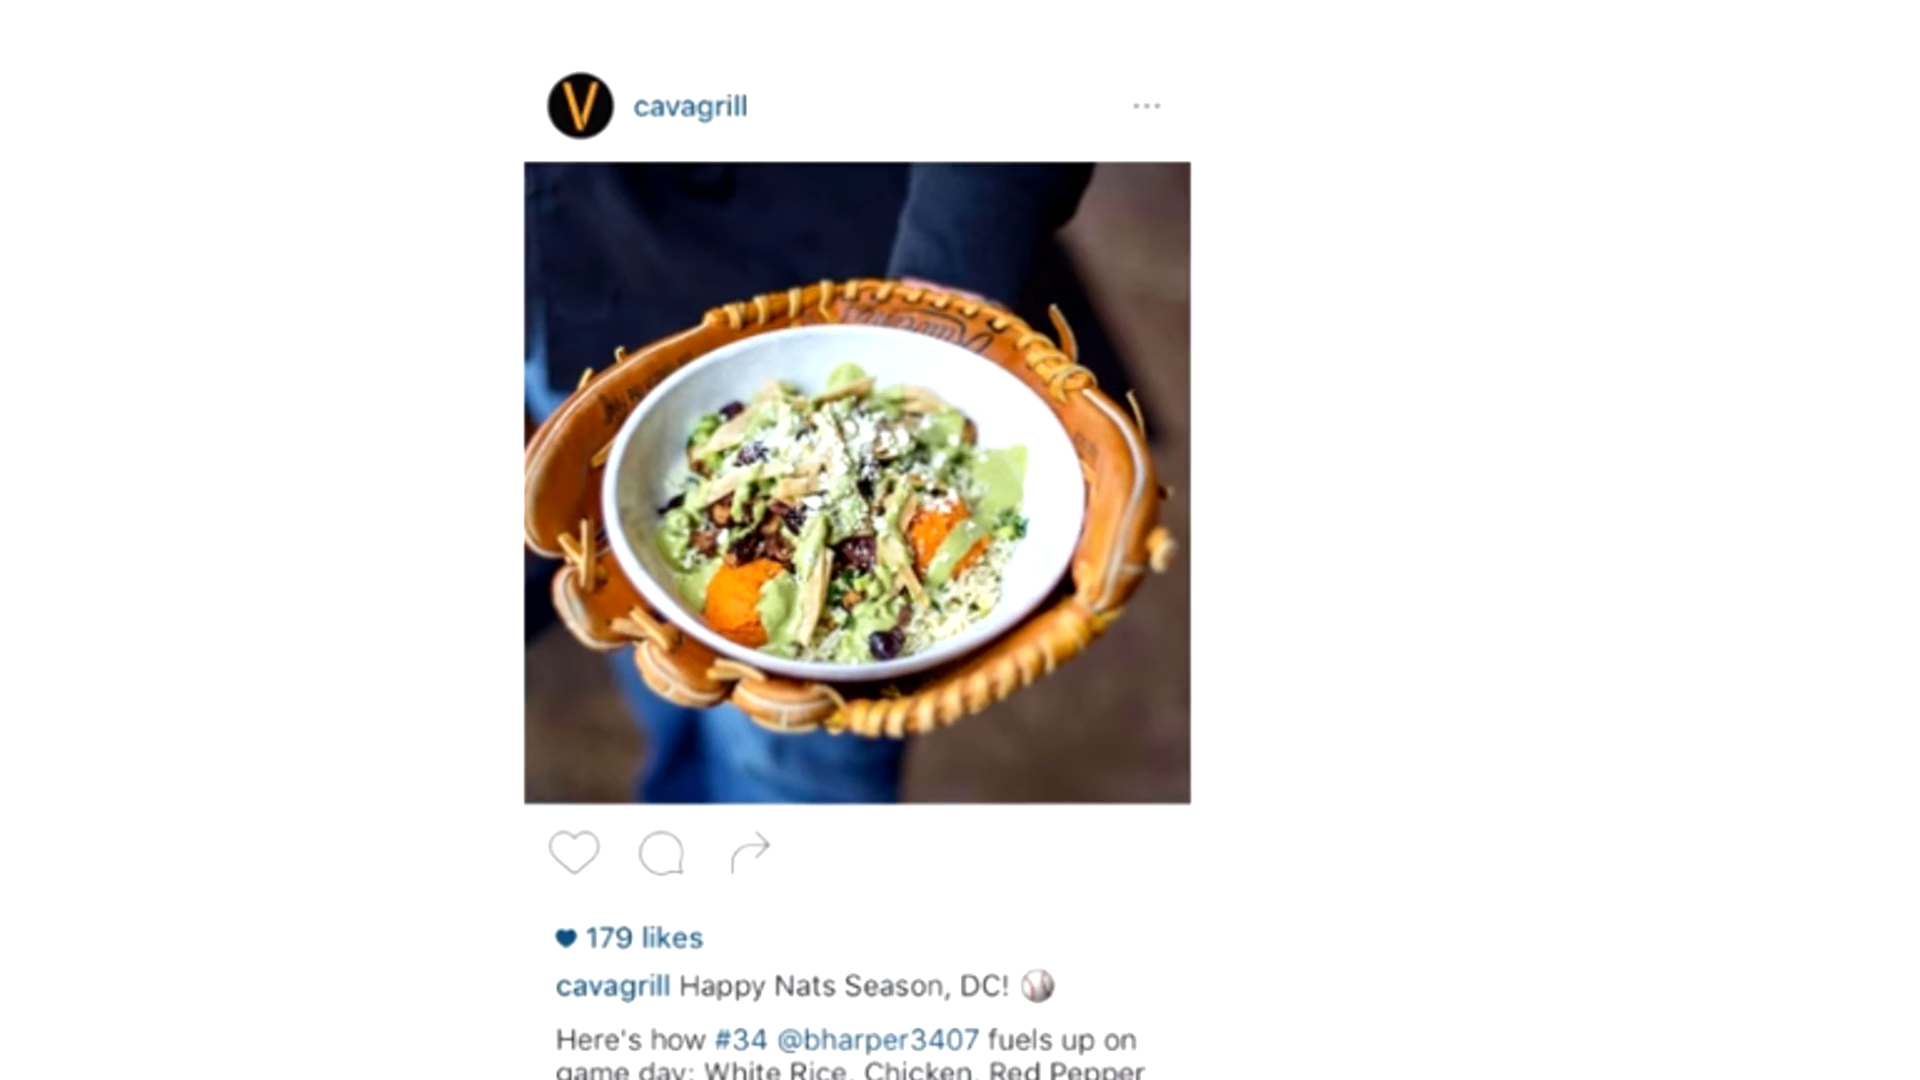 V
cavagrill
179 likes
cavagrill Happy Nats Season, DC!
Here's how #34 @bharper3407 fuels up on
game day: White Rice, Chicken, Red Pepper